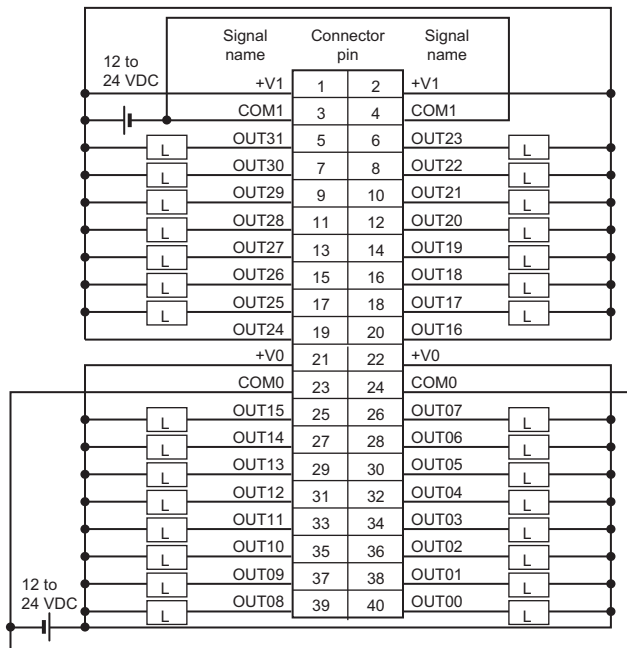 Signal name Connector pin Signal name
12 to 24 VDC
+V1 1 2 +V1
COM1 3 4 COM1
L OUT31 5 6 OUT23 L
L OUT30 7 8 OUT22 L
L OUT29 9 10 OUT21 L
L OUT28 11 12 OUT20 L
L OUT27 13 14 OUT19 L
L OUT26 15 16 OUT18 L
L OUT25 17 18 OUT17 L
OUT24 19 20 OUT16
+V0 21 22 +V0
COM0 23 24 COM0
L OUT15 25 26 OUT07 L
L OUT14 27 28 OUT06 L
L OUT13 29 30 OUT05 L
L OUT12 31 32 OUT04 L
L OUT11 33 34 OUT03 L
L OUT10 35 36 OUT02 L
L OUT09 37 38 OUT01 L
12 to 24 VDC
L OUT08 39 40 OUT00 L